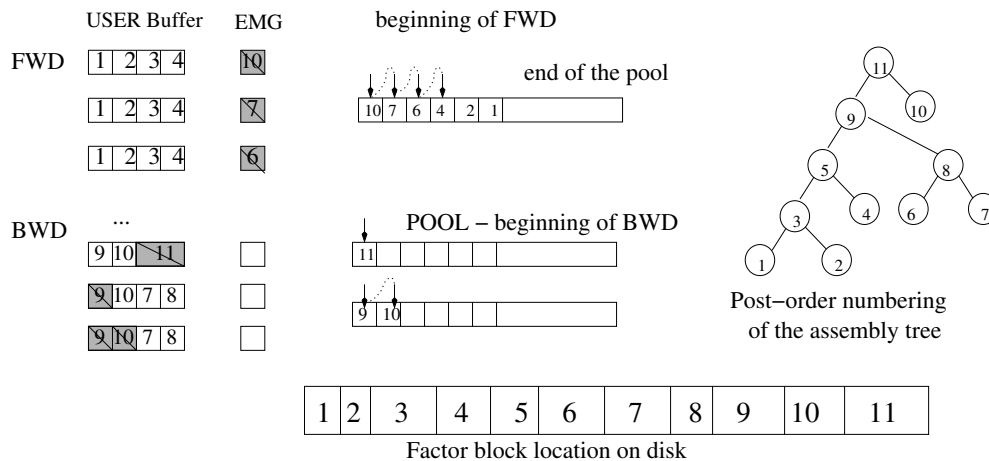 USER Buffer EMG beginning of FWD
FWD 1 2 3 4 10
end of the pool
1 2 3 4 7 10 7 6 4 2 1
1 2 3 4 6
...
BWD POOL − beginning of BWD
9 10 11 11
9 10 7 8 9 10
9 10 7 8
11
10
9
5 8
3 4 6 7
1 2
Post−order numbering
of the assembly tree
1 2 3 4 5 6 7 8 9 10 11
Factor block location on disk